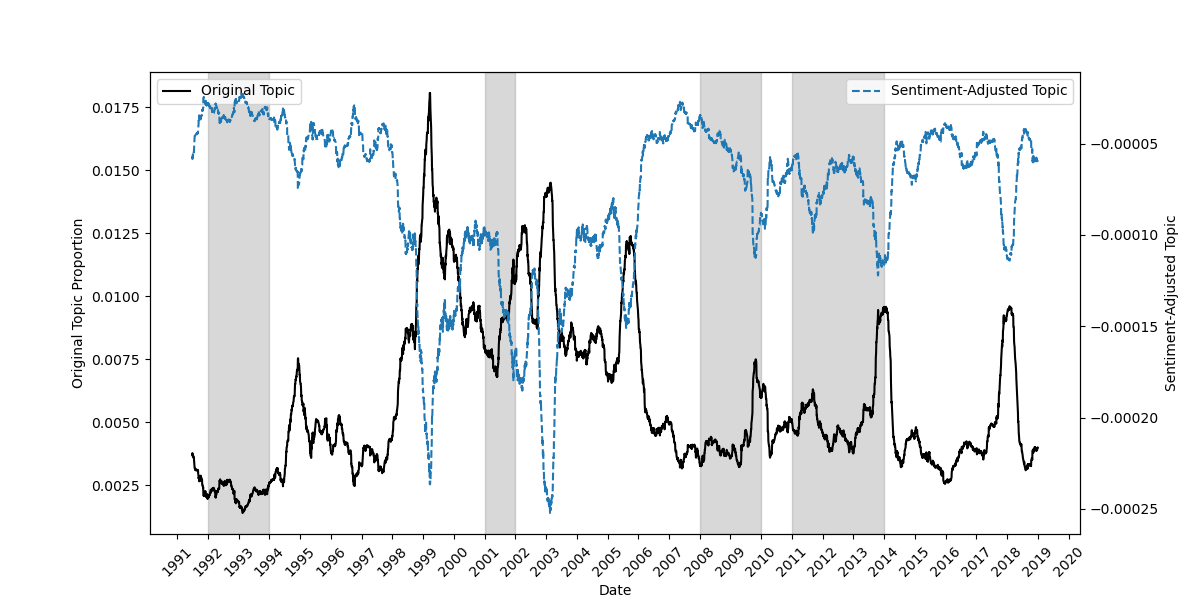 Original Topic
Sentiment-Adjusted Topic
0.0175
0.0150
0.0125
0.0100
0.0075
0.0050
0.0025
Original Topic Proportion
−0.00005
−0.00010
−0.00015
−0.00020
−0.00025
Sentiment-Adjusted Topic
1991 1992 1993 1994 1995 1996 1997 1998 1999 2000 2001 2002 2003 2004 2005 2006 2007 2008 2009 2010 2011 2012 2013 2014 2015 2016 2017 2018 2019 2020
Date